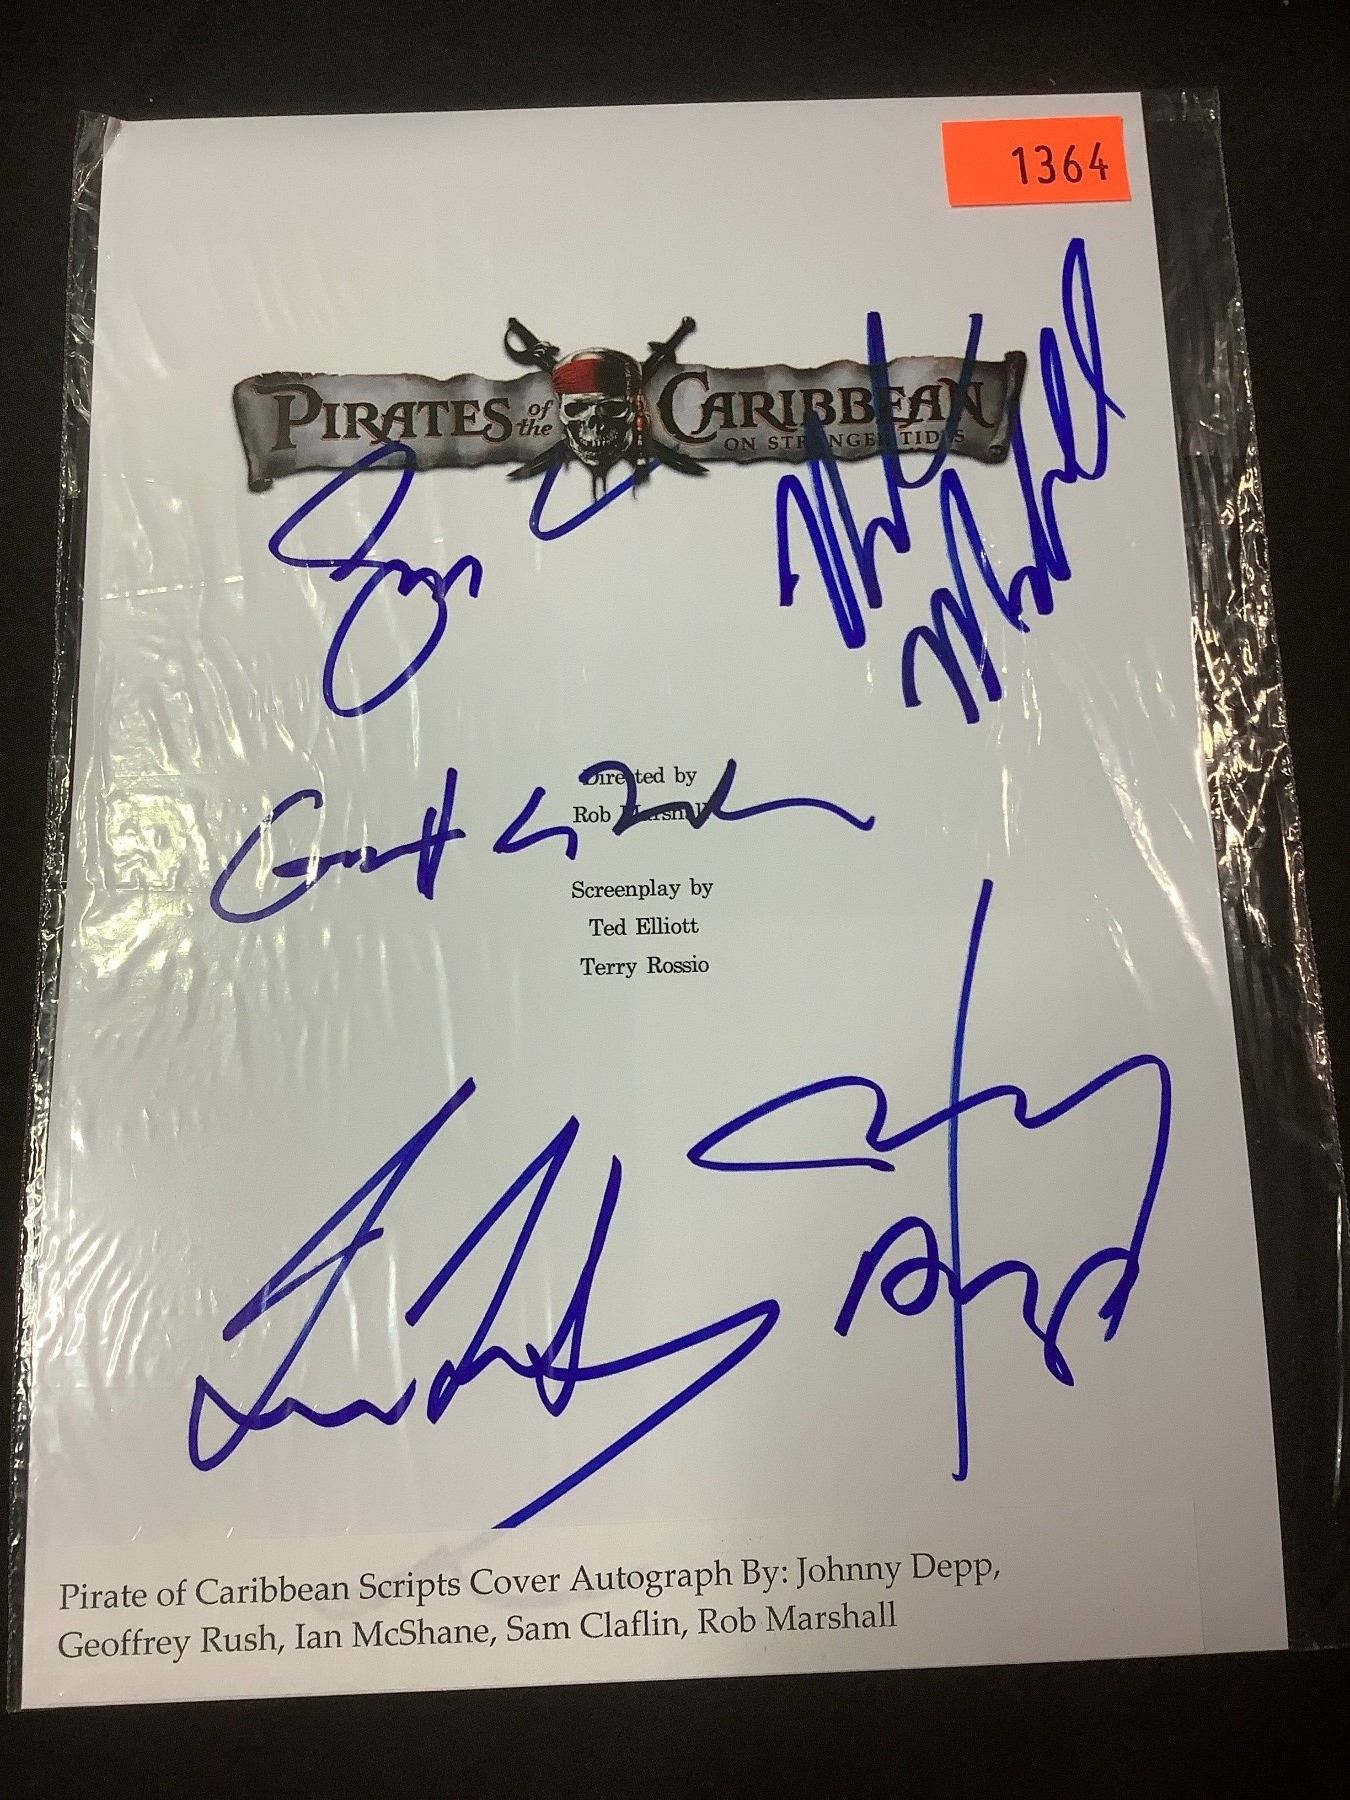 1364
PIRATES of the CARIBBEAN
ON STRANGER TIDES
Directed by
Rob Marshall
Screenplay by
Ted Elliott
Terry Rossio
Pirate of Caribbean Scripts Cover Autograph By: Johnny Depp,
Geoffrey Rush, Ian McShane, Sam Claflin, Rob Marshall